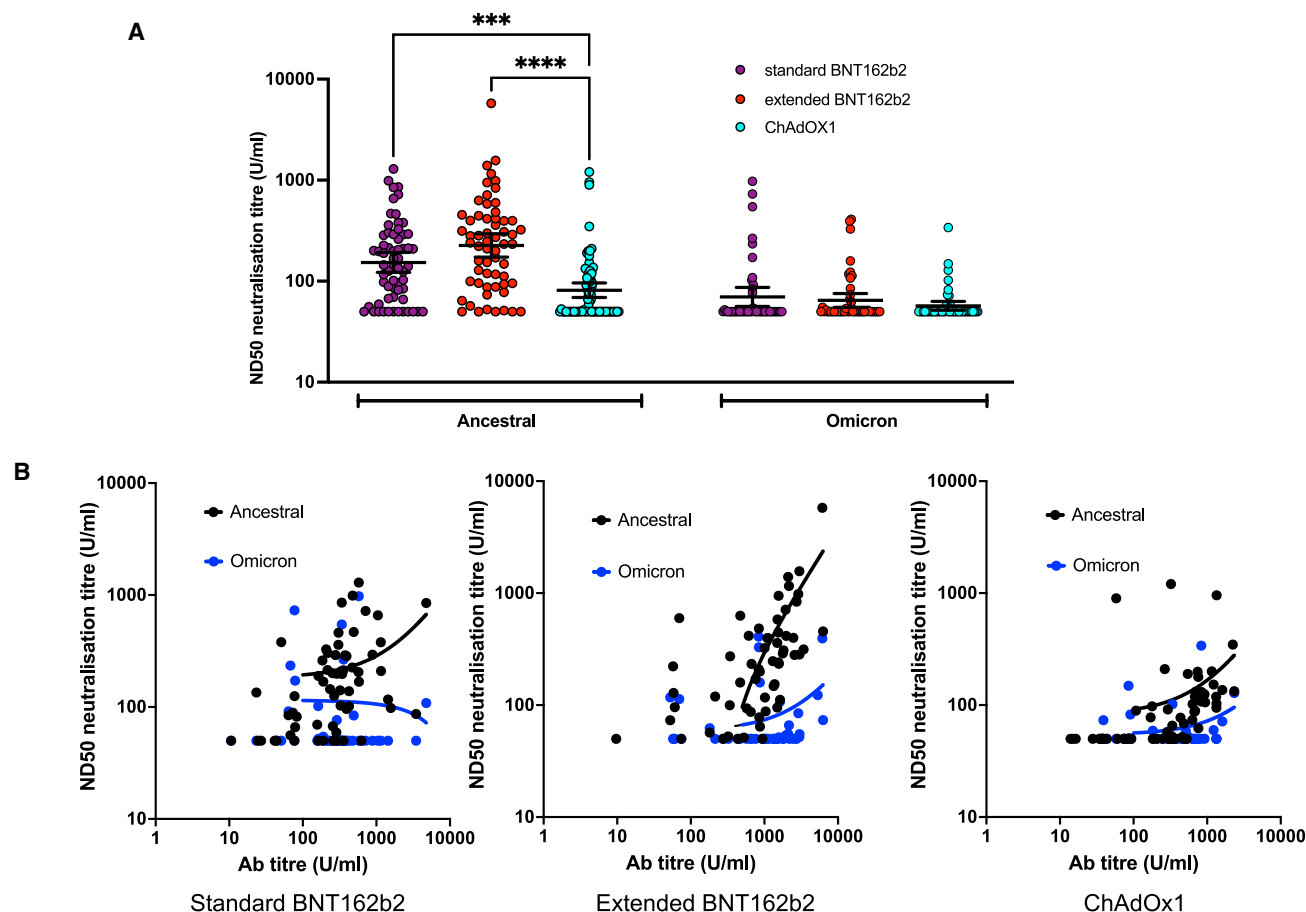 A
***
****
standard BNT162b2
extended BNT162b2
ChAdOX1
ND50 neutralisation titre (U/ml)
10000
1000
100
10
Ancestral
Omicron
B
ND50 neutralisation titre (U/ml)
10000
1000
100
10
Ancestral
Omicron
1 10 100 1000 10000
Ab titre (U/ml)
Standard BNT162b2
ND50 neutralisation titre (U/ml)
10000
1000
100
10
Ancestral
Omicron
1 10 100 1000 10000
Ab titre (U/ml)
Extended BNT162b2
ND50 neutralisation titre (U/ml)
10000
1000
100
10
Ancestral
Omicron
1 10 100 1000 10000
Ab titre (U/ml)
ChAdOx1